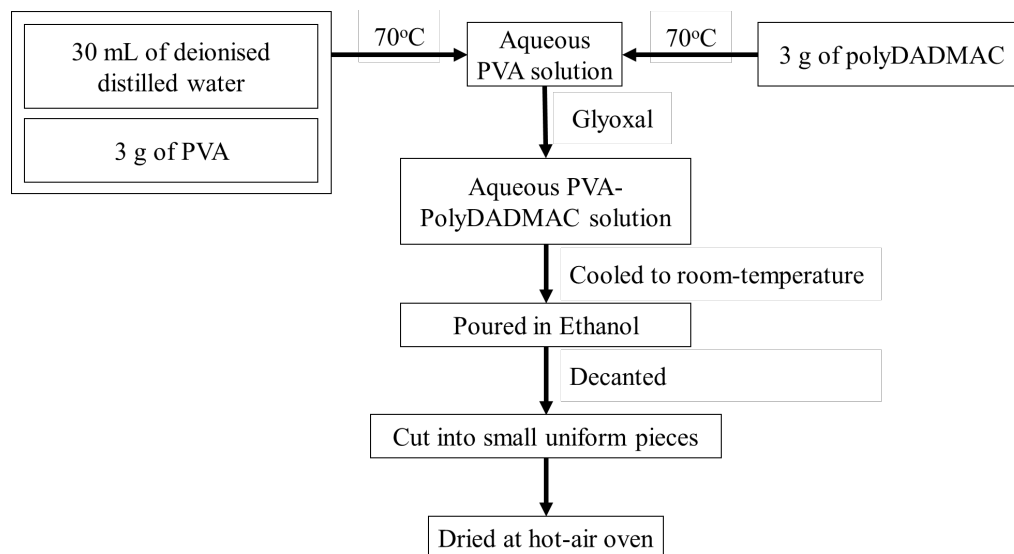 30 mL of deionised
distilled water
3 g of PVA
70°C
Aqueous
PVA solution
70°C
3 g of polyDADMAC
Glyoxal
Aqueous PVA-
PolyDADMAC solution
Cooled to room-temperature
Poured in Ethanol
Decanted
Cut into small uniform pieces
Dried at hot-air oven